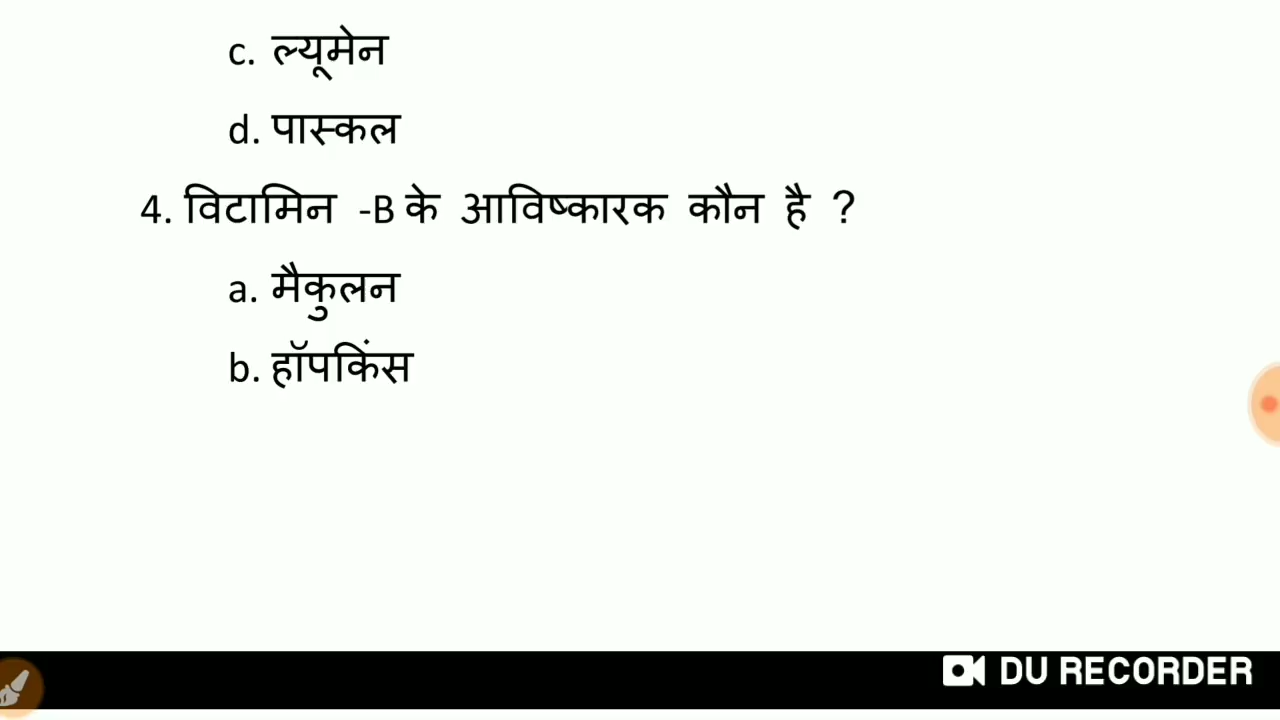 c. ल्यूमेन
d. पास्कल
4. विटामिन -B के आविष्कारक कौन है ?
a. मैकुलन
b. हॉपकिंस
DU RECORDER